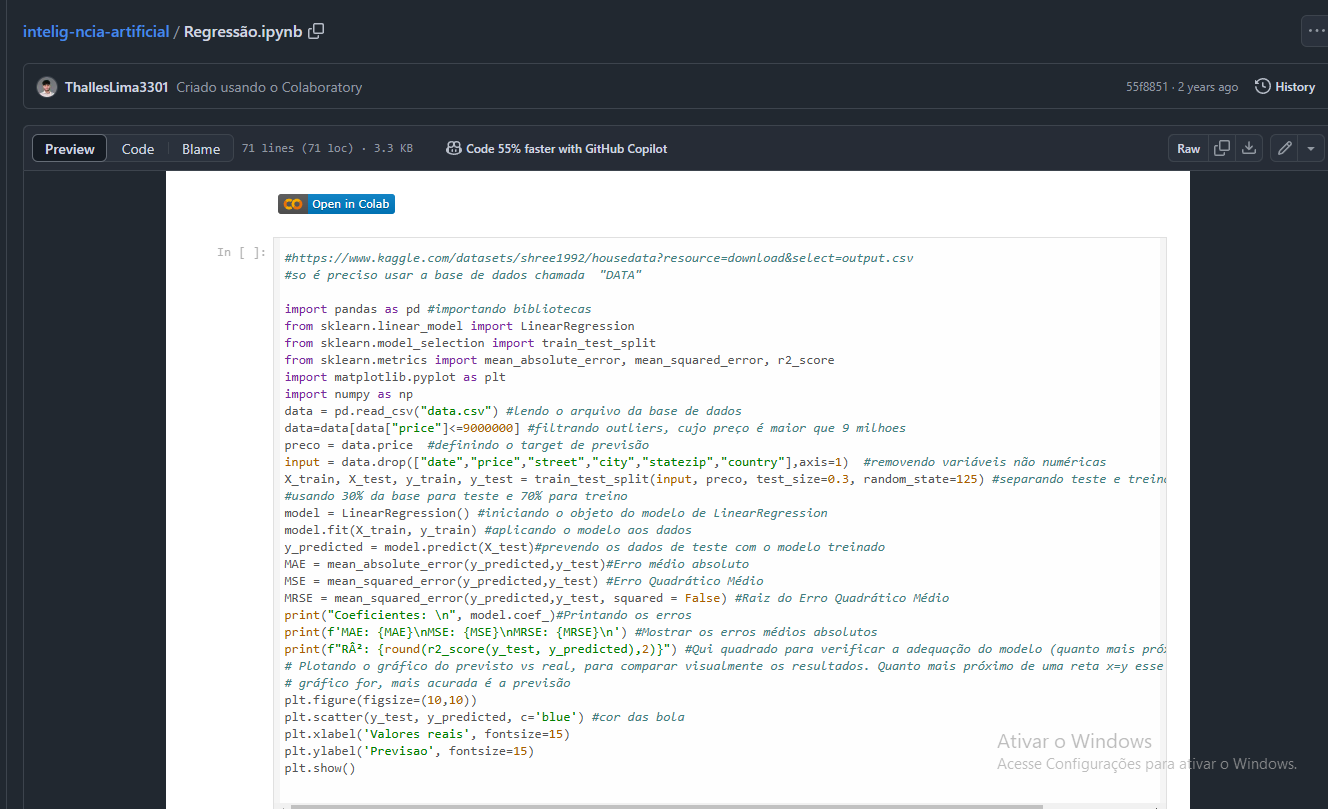 intelig-ncia-artificial / Regressão.ipynb
ThallesLima3301 Criado usando o Colaboratory 55f8851 · 2 years ago History
Preview Code Blame 71 lines (71 loc) · 3.3 KB Code 55% faster with GitHub Copilot Raw
Open in Colab
In [ ]:
#https://www.kaggle.com/datasets/shree1992/housedata?resource=download&select=output.csv
#so é preciso usar a base de dados chamada  "DATA"
import pandas as pd #importando bibliotecas
from sklearn.linear_model import LinearRegression
from sklearn.model_selection import train_test_split
from sklearn.metrics import mean_absolute_error, mean_squared_error, r2_score
import matplotlib.pyplot as plt
import numpy as np
data = pd.read_csv("data.csv") #lendo o arquivo da base de dados
data=data[data["price"]<=9000000] #filtrando outliers, cujo preço é maior que 9 milhoes
preco = data.price  #definindo o target de previsão
input = data.drop(["date","price","street","city","statezip","country"],axis=1)  #removendo variáveis não numéricas
X_train, X_test, y_train, y_test = train_test_split(input, preco, test_size=0.3, random_state=125) #separando teste e trein
#usando 30% da base para teste e 70% para treino
model = LinearRegression() #iniciando o objeto do modelo de LinearRegression
model.fit(X_train, y_train) #aplicando o modelo aos dados
y_predicted = model.predict(X_test)#prevendo os dados de teste com o modelo treinado
MAE = mean_absolute_error(y_predicted,y_test)#Erro médio absoluto
MSE = mean_squared_error(y_predicted,y_test) #Erro Quadrático Médio
MRSE = mean_squared_error(y_predicted,y_test, squared = False) #Raiz do Erro Quadrático Médio
print("Coeficientes: \n", model.coef_)#Printando os erros
print(f'MAE: {MAE}\nMSE: {MSE}\nMRSE: {MRSE}\n') #Mostrar os erros médios absolutos
print(f"RÂ²: {round(r2_score(y_test, y_predicted),2)}") #Qui quadrado para verificar a adequação do modelo (quanto mais pró
# Plotando o gráfico do previsto vs real, para comparar visualmente os resultados. Quanto mais próximo de uma reta x=y esse
# gráfico for, mais acurada é a previsão
plt.figure(figsize=(10,10))
plt.scatter(y_test, y_predicted, c='blue') #cor das bola
plt.xlabel('Valores reais', fontsize=15)
plt.ylabel('Previsao', fontsize=15)
plt.show()
Ativar o Windows
Acesse Configurações para ativar o Windows.